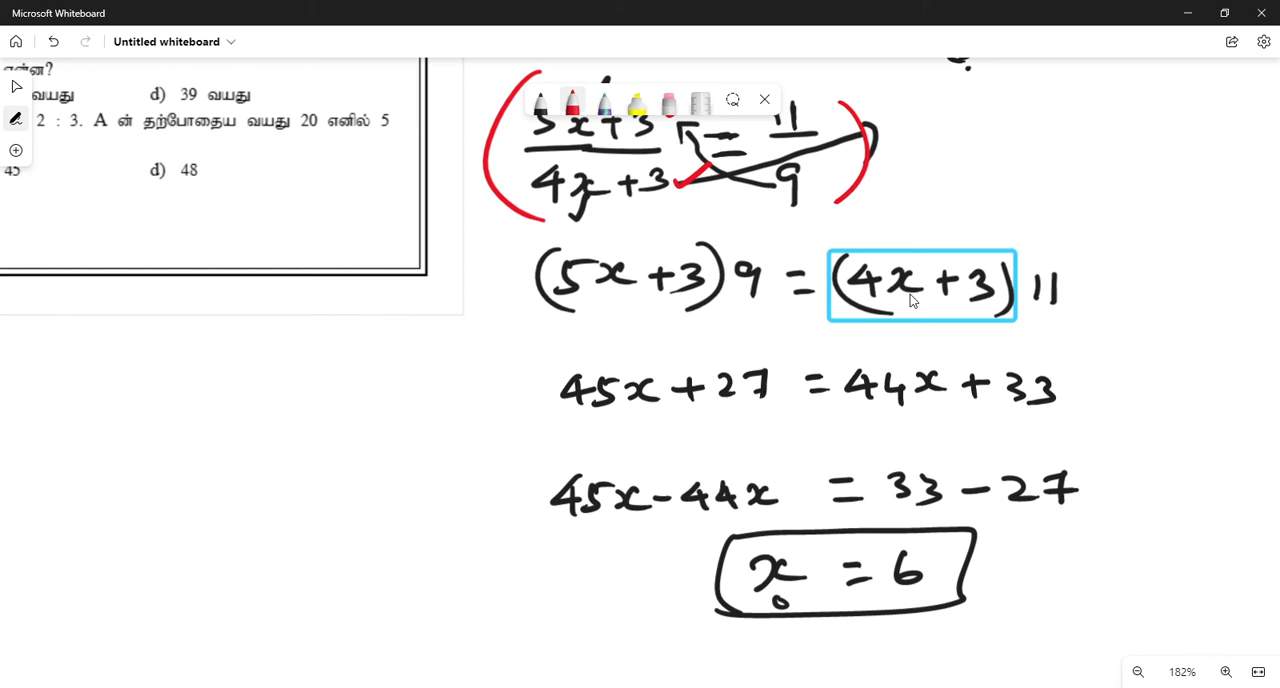 Microsoft Whiteboard
Untitled whiteboard
என்ன?
வயது d) 39 வயது
2 : 3. A ன் தற்போதைய வயது 20 எனில் 5
45 d) 48
5x+3 = 11
4x+3 9
(5x+3)9 = (4x+3)11
45x+27 = 44x+33
45x-44x = 33-27
x = 6
182%